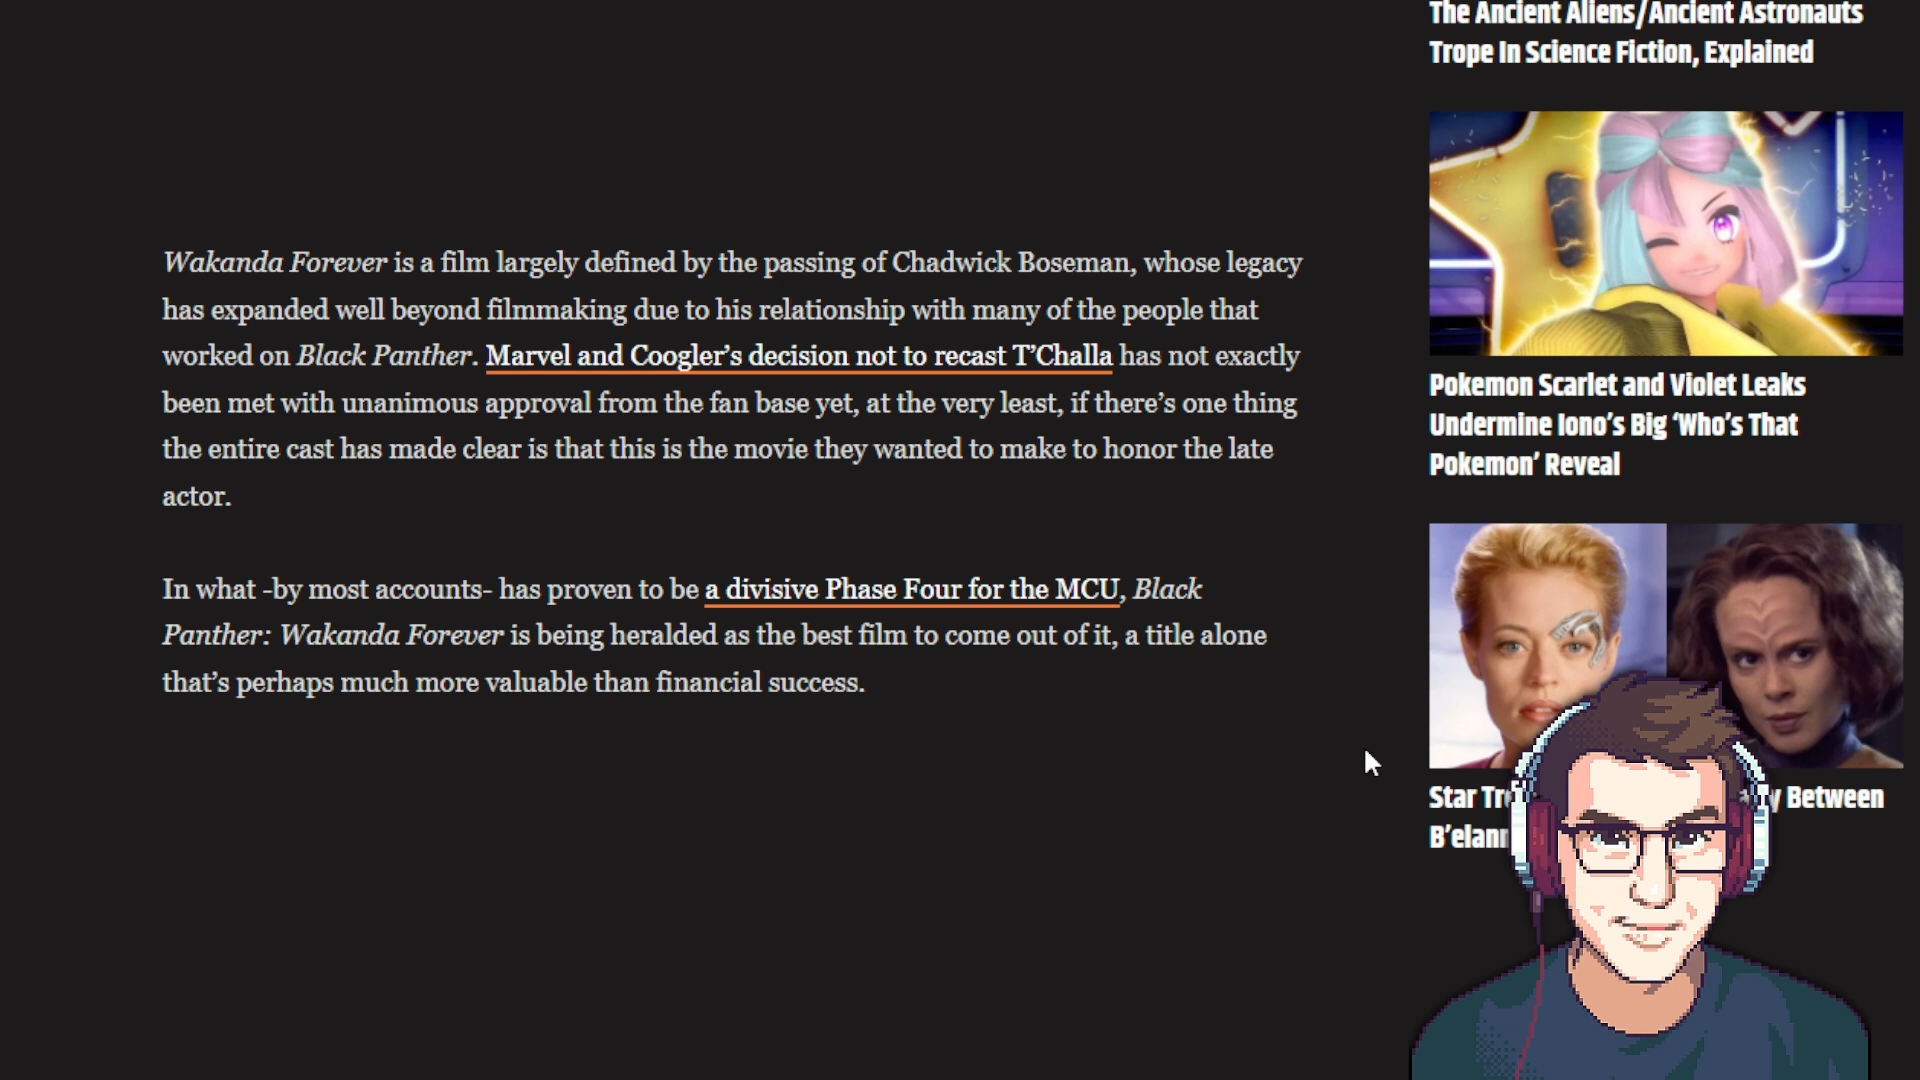 The Ancient Aliens/Ancient Astronauts
Trope In Science Fiction, Explained
Wakanda Forever is a film largely defined by the passing of Chadwick Boseman, whose legacy
has expanded well beyond filmmaking due to his relationship with many of the people that
worked on Black Panther. Marvel and Coogler’s decision not to recast T’Challa has not exactly
been met with unanimous approval from the fan base yet, at the very least, if there’s one thing
the entire cast has made clear is that this is the movie they wanted to make to honor the late
actor.
In what -by most accounts- has proven to be a divisive Phase Four for the MCU, Black
Panther: Wakanda Forever is being heralded as the best film to come out of it, a title alone
that’s perhaps much more valuable than financial success.
Pokemon Scarlet and Violet Leaks
Undermine Iono’s Big ‘Who’s That
Pokemon’ Reveal
Star Between